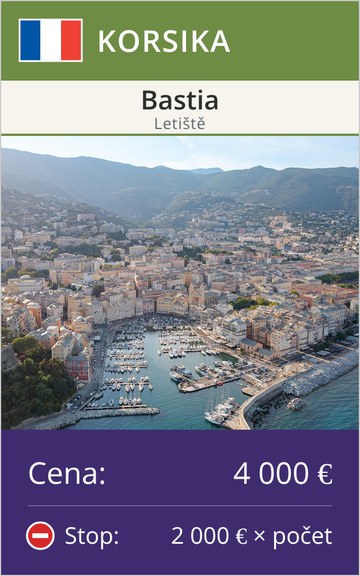 KORSIKA
Bastia
Letiště
Cena: 4 000 €
Stop: 2 000 € × počet